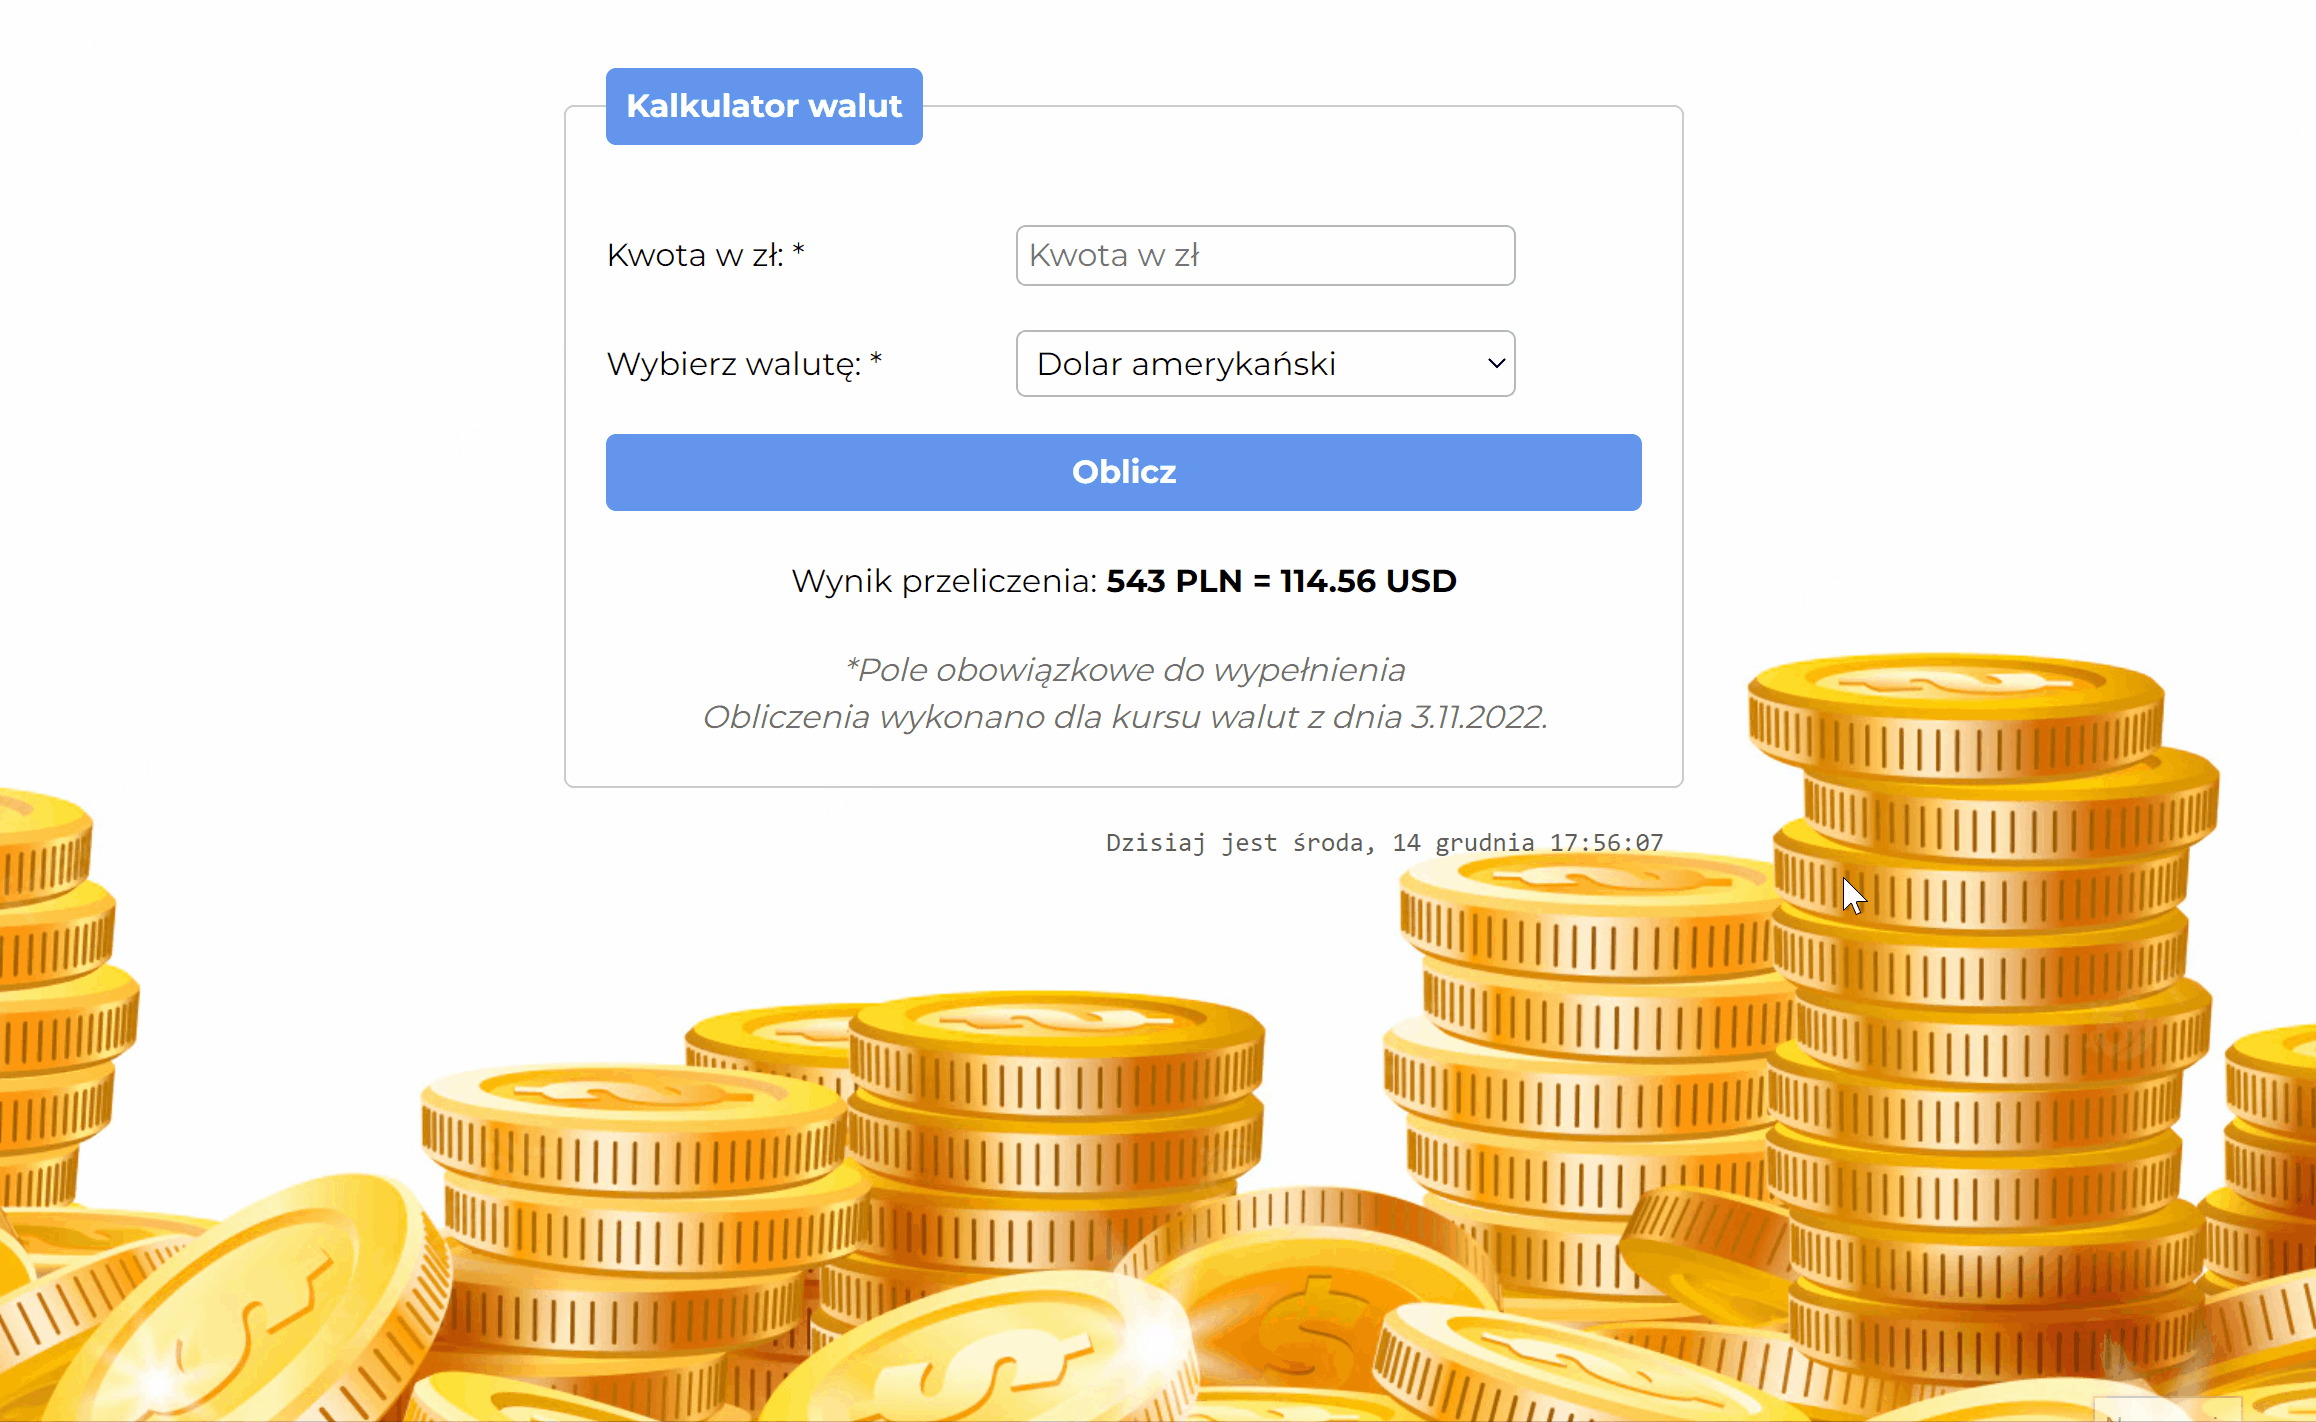 Kalkulator walut
Kwota w zł: *
Kwota w zł
Wybierz walutę: *
Dolar amerykański
Oblicz
Wynik przeliczenia: 543 PLN = 114.56 USD
*Pole obowiązkowe do wypełnienia
Obliczenia wykonano dla kursu walut z dnia 3.11.2022.
Dzisiaj jest środa, 14 grudnia 17:56:07